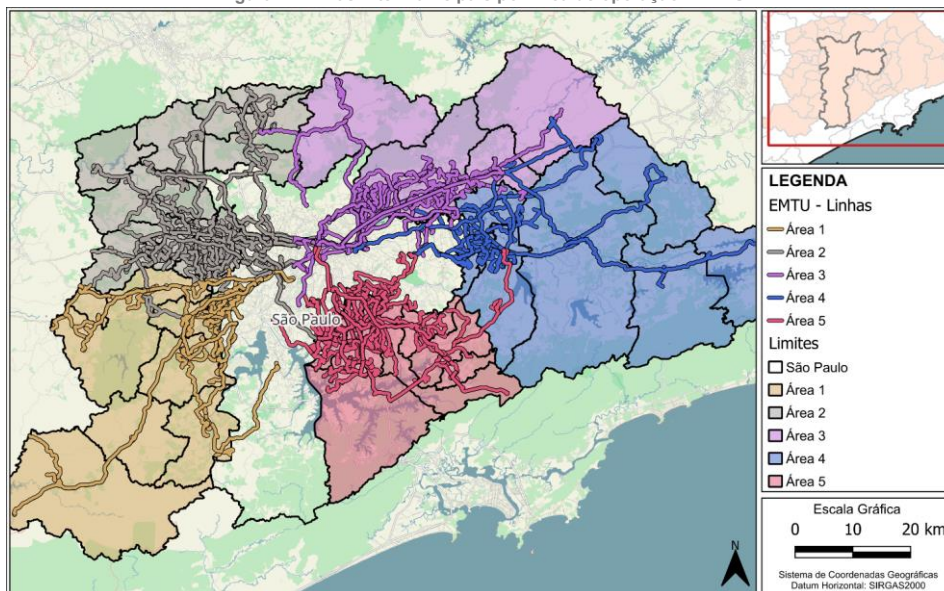 São Paulo
N
LEGENDA
EMTU - Linhas
Área 1
Área 2
Área 3
Área 4
Área 5
Limites
São Paulo
Área 1
Área 2
Área 3
Área 4
Área 5
Escala Gráfica
0 10 20 km
Sistema de Coordenadas Geográficas
Datum Horizontal: SIRGAS2000